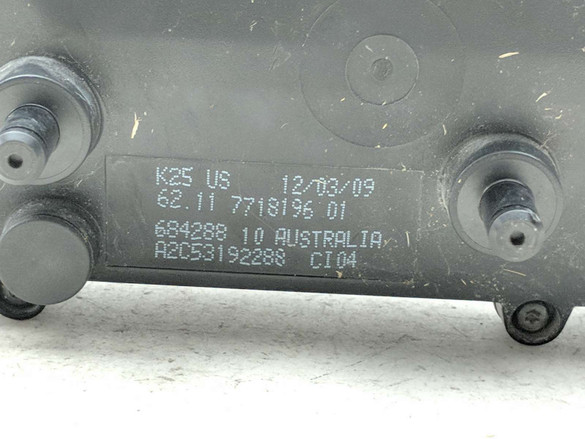 K25 US 12/03/09
62.11 7718196 01
684288 10 AUSTRALIA
A2C53192288 CI04